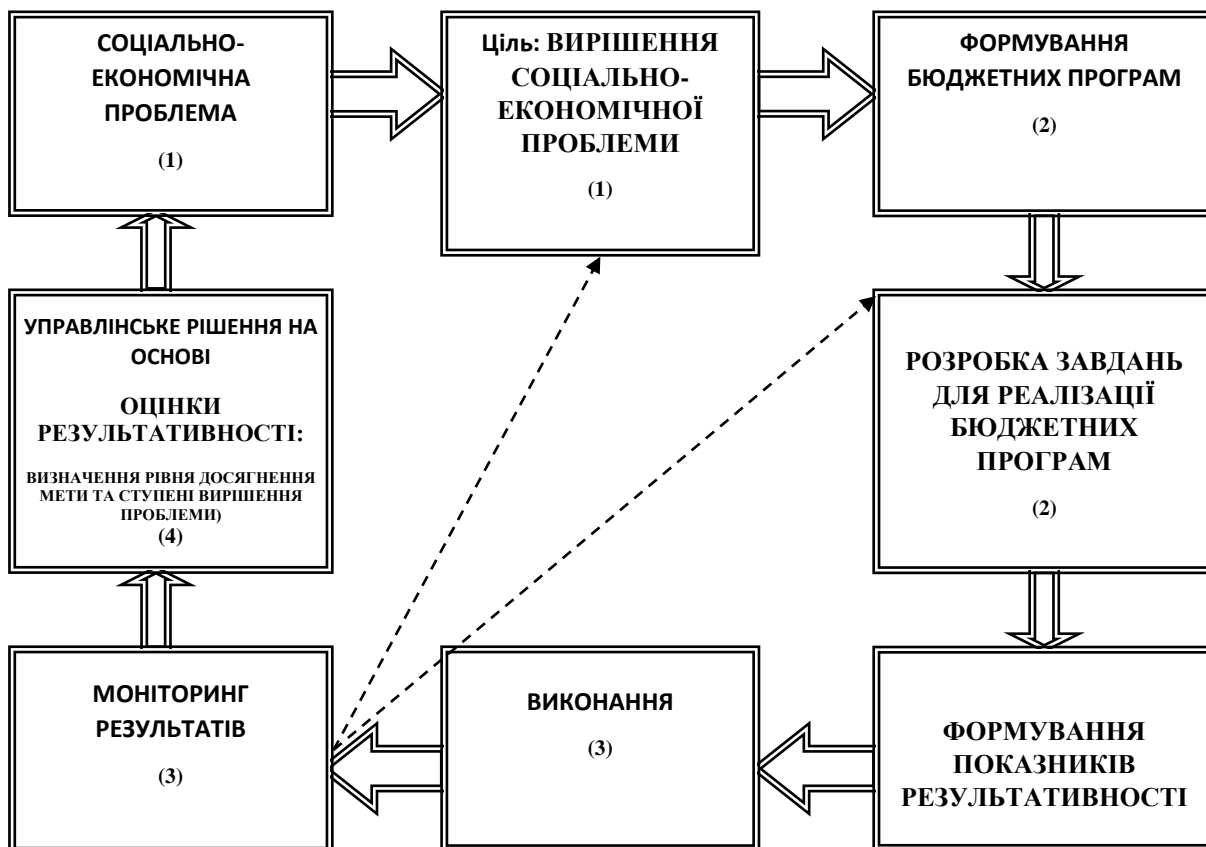 СОЦІАЛЬНО-
ЕКОНОМІЧНА
ПРОБЛЕМА
(1)
Ціль: ВИРІШЕННЯ
СОЦІАЛЬНО-
ЕКОНОМІЧНОЇ
ПРОБЛЕМИ
(1)
ФОРМУВАННЯ
БЮДЖЕТНИХ ПРОГРАМ
(2)
РОЗРОБКА ЗАВДАНЬ
ДЛЯ РЕАЛІЗАЦІЇ
БЮДЖЕТНИХ
ПРОГРАМ
(2)
ФОРМУВАННЯ
ПОКАЗНИКІВ
РЕЗУЛЬТАТИВНОСТІ
ВИКОНАННЯ
(3)
МОНІТОРИНГ
РЕЗУЛЬТАТІВ
(3)
УПРАВЛІНСЬКЕ РІШЕННЯ НА
ОСНОВІ
ОЦІНКИ
РЕЗУЛЬТАТИВНОСТІ:
ВИЗНАЧЕННЯ РІВНЯ ДОСЯГНЕННЯ
МЕТИ ТА СТУПЕНІ ВИРІШЕННЯ
ПРОБЛЕМИ)
(4)